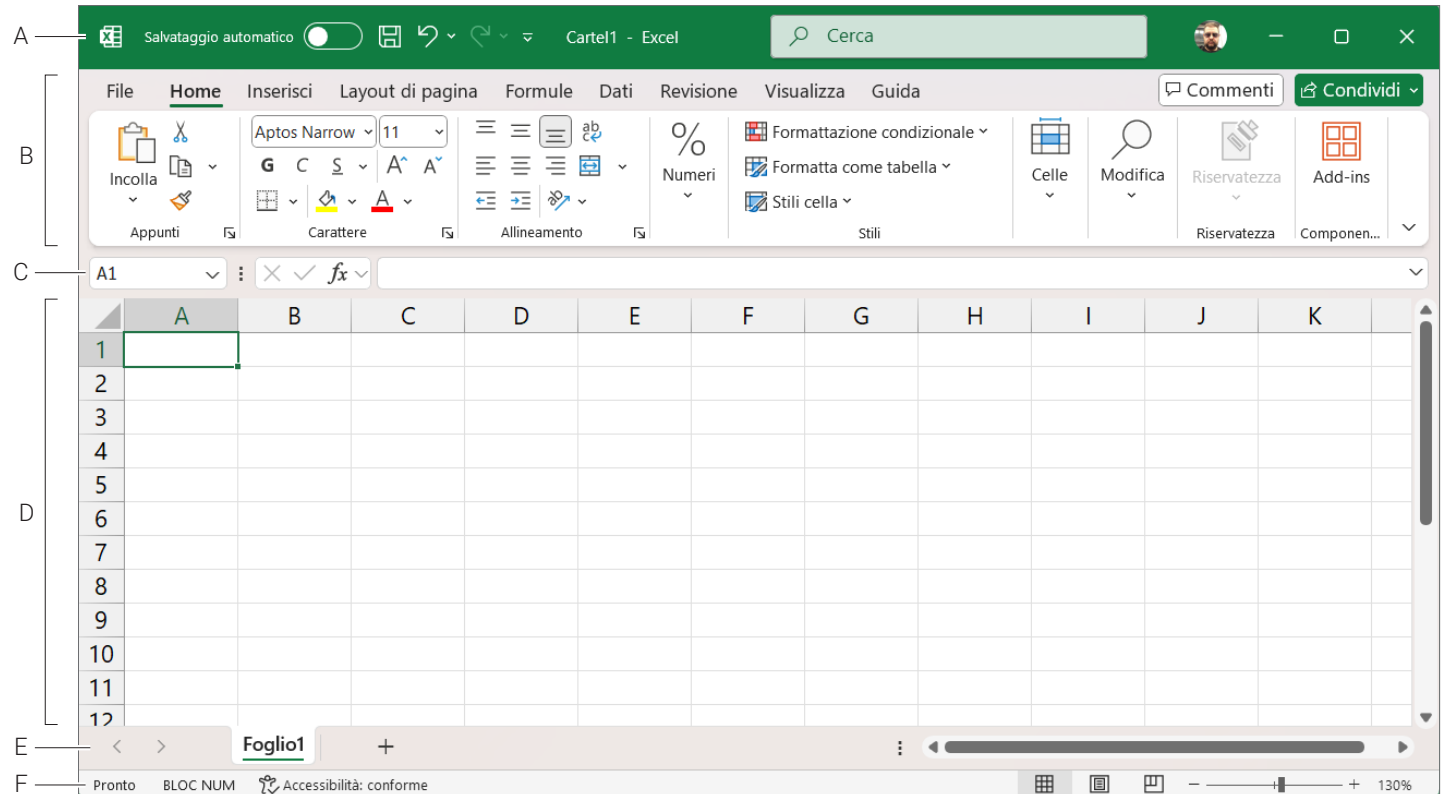 A
Salvataggio automatico Cartel1 - Excel Cerca
B
File Home Inserisci Layout di pagina Formule Dati Revisione Visualizza Guida Commenti Condividi
Incolla
Aptos Narrow 11
G C S A A
A
ab
Numeri
Formattazione condizionale
Formatta come tabella
Stili cella
Celle Modifica Riservatezza Add-ins
Appunti Carattere Allineamento Stili Riservatezza Componen...
C
A1 fx
D
A B C D E F G H I J K
1
2
3
4
5
6
7
8
9
10
11
12
E
Foglio1 +
F
Pronto BLOC NUM Accessibilità: conforme - + 130%